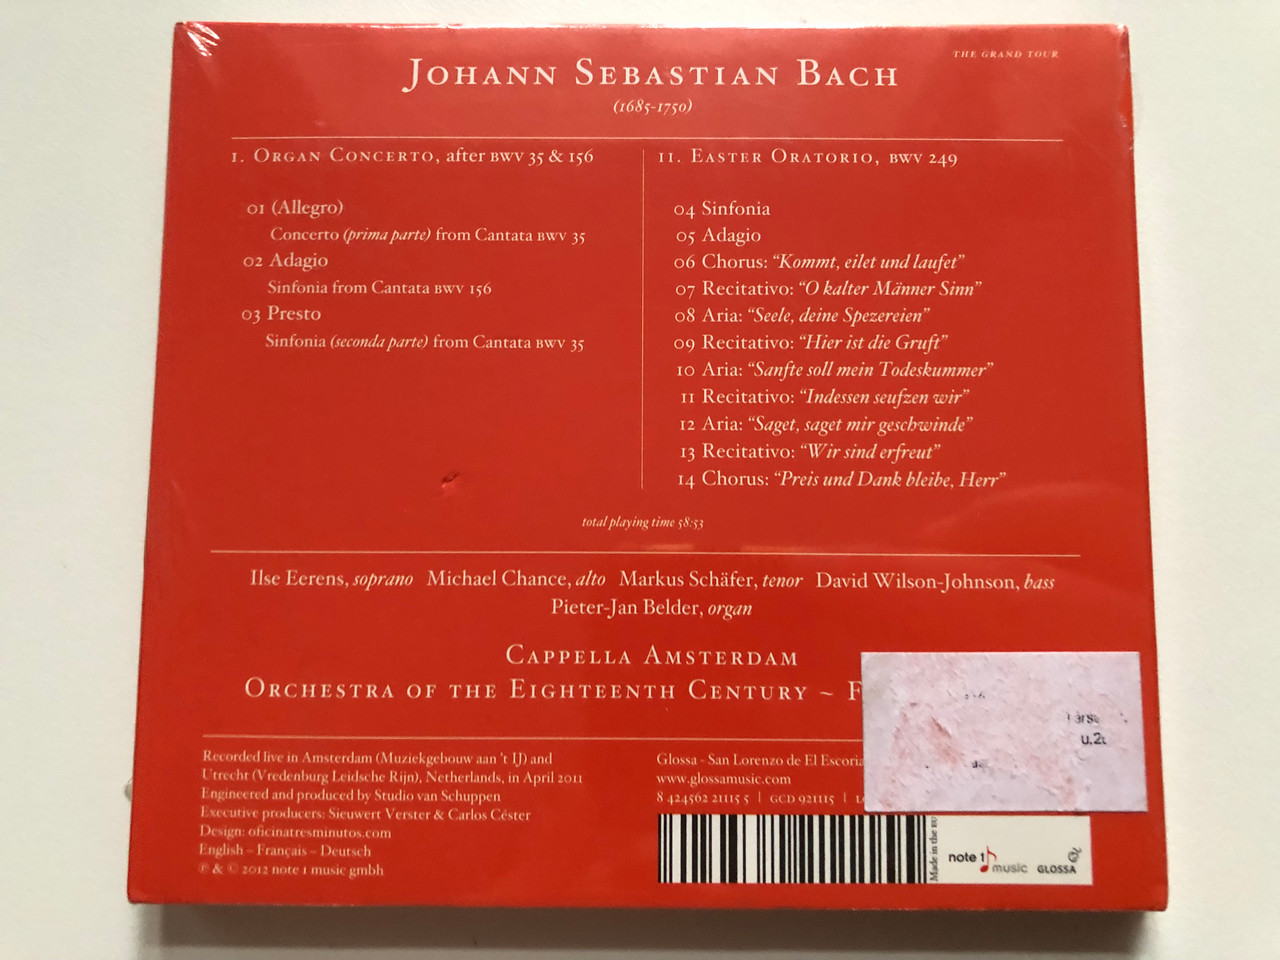 THE GRAND TOUR
JOHANN SEBASTIAN BACH
(1685-1750)
I. ORGAN CONCERTO, after BWV 35 & 156
01 (Allegro)
Concerto (prima parte) from Cantata BWV 35
02 Adagio
Sinfonia from Cantata BWV 156
03 Presto
Sinfonia (seconda parte) from Cantata BWV 35
II. EASTER ORATORIO, BWV 249
04 Sinfonia
05 Adagio
06 Chorus: “Kommt, eilet und laufet”
07 Recitativo: “O kalter Männer Sinn”
08 Aria: “Seele, deine Spezereien”
09 Recitativo: “Hier ist die Gruft”
10 Aria: “Sanfte soll mein Todeskummer”
11 Recitativo: “Indessen seufzen wir”
12 Aria: “Saget, saget mir geschwinde”
13 Recitativo: “Wir sind erfreut”
14 Chorus: “Preis und Dank bleibe, Herr”
total playing time 58:53
Ilse Eerens, soprano Michael Chance, alto Markus Schäfer, tenor David Wilson-Johnson, bass
Pieter-Jan Belder, organ
CAPPELLA AMSTERDAM
ORCHESTRA OF THE EIGHTEENTH CENTURY ~ F
Recorded live in Amsterdam (Muziekgebouw aan 't IJ) and
Utrecht (Vredenburg Leidsche Rijn), Netherlands, in April 2011
Engineered and produced by Studio van Schuppen
Executive producers: Sieuwert Verster & Carlos Céster
Design: oficinatresminutos.com
English – Français – Deutsch
℗ & © 2012 note 1 music gmbh
Glossa - San Lorenzo de El Escoria
www.glossamusic.com
8 424562 21115 5 | GCD 921115 |
Made in the EU
note 1 music GLOSSA